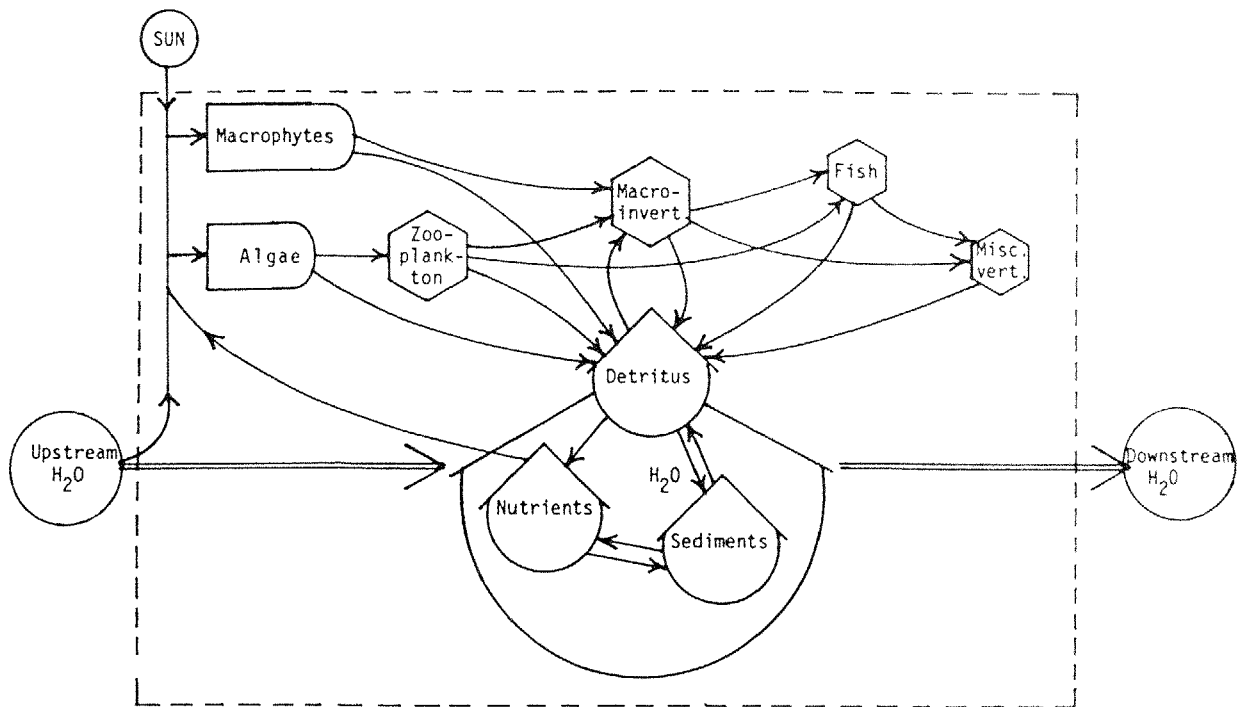 SUN
Macrophytes
Algae
Zoo-
plank-
ton
Macro-
invert.
Fish
Misc.
vert.
Detritus
Upstream
H2O
H2O
Nutrients
Sediments
Downstream
H2O